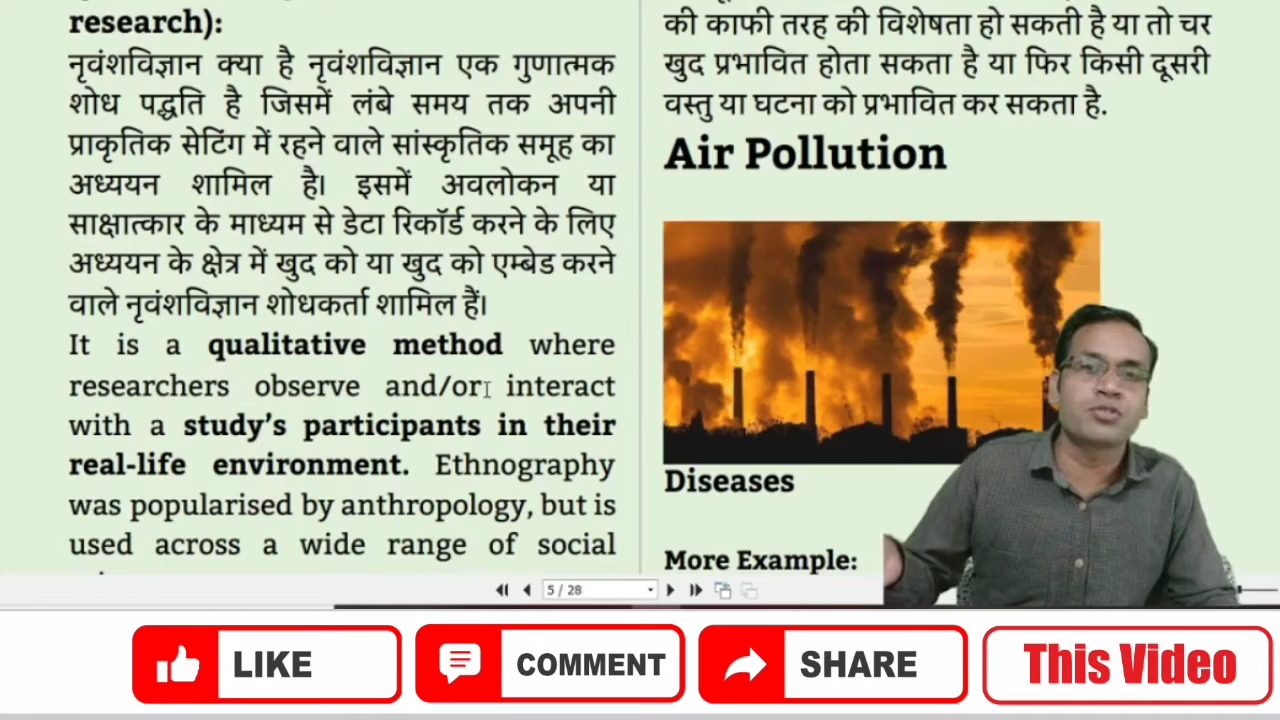 research):
नृवंशविज्ञान क्या है नृवंशविज्ञान एक गुणात्मक
शोध पद्धति है जिसमें लंबे समय तक अपनी
प्राकृतिक सेटिंग में रहने वाले सांस्कृतिक समूह का
अध्ययन शामिल है। इसमें अवलोकन या
साक्षात्कार के माध्यम से डेटा रिकॉर्ड करने के लिए
अध्ययन के क्षेत्र में खुद को या खुद को एम्बेड करने
वाले नृवंशविज्ञान शोधकर्ता शामिल हैं।
It is a qualitative method where
researchers observe and/or interact
with a study's participants in their
real-life environment. Ethnography
was popularised by anthropology, but is
used across a wide range of social
की काफी तरह की विशेषता हो सकती है या तो चर
खुद प्रभावित होता सकता है या फिर किसी दूसरी
वस्तु या घटना को प्रभावित कर सकता है.
Air Pollution
Diseases
More Example:
5 / 28
LIKE
COMMENT
SHARE
This Video